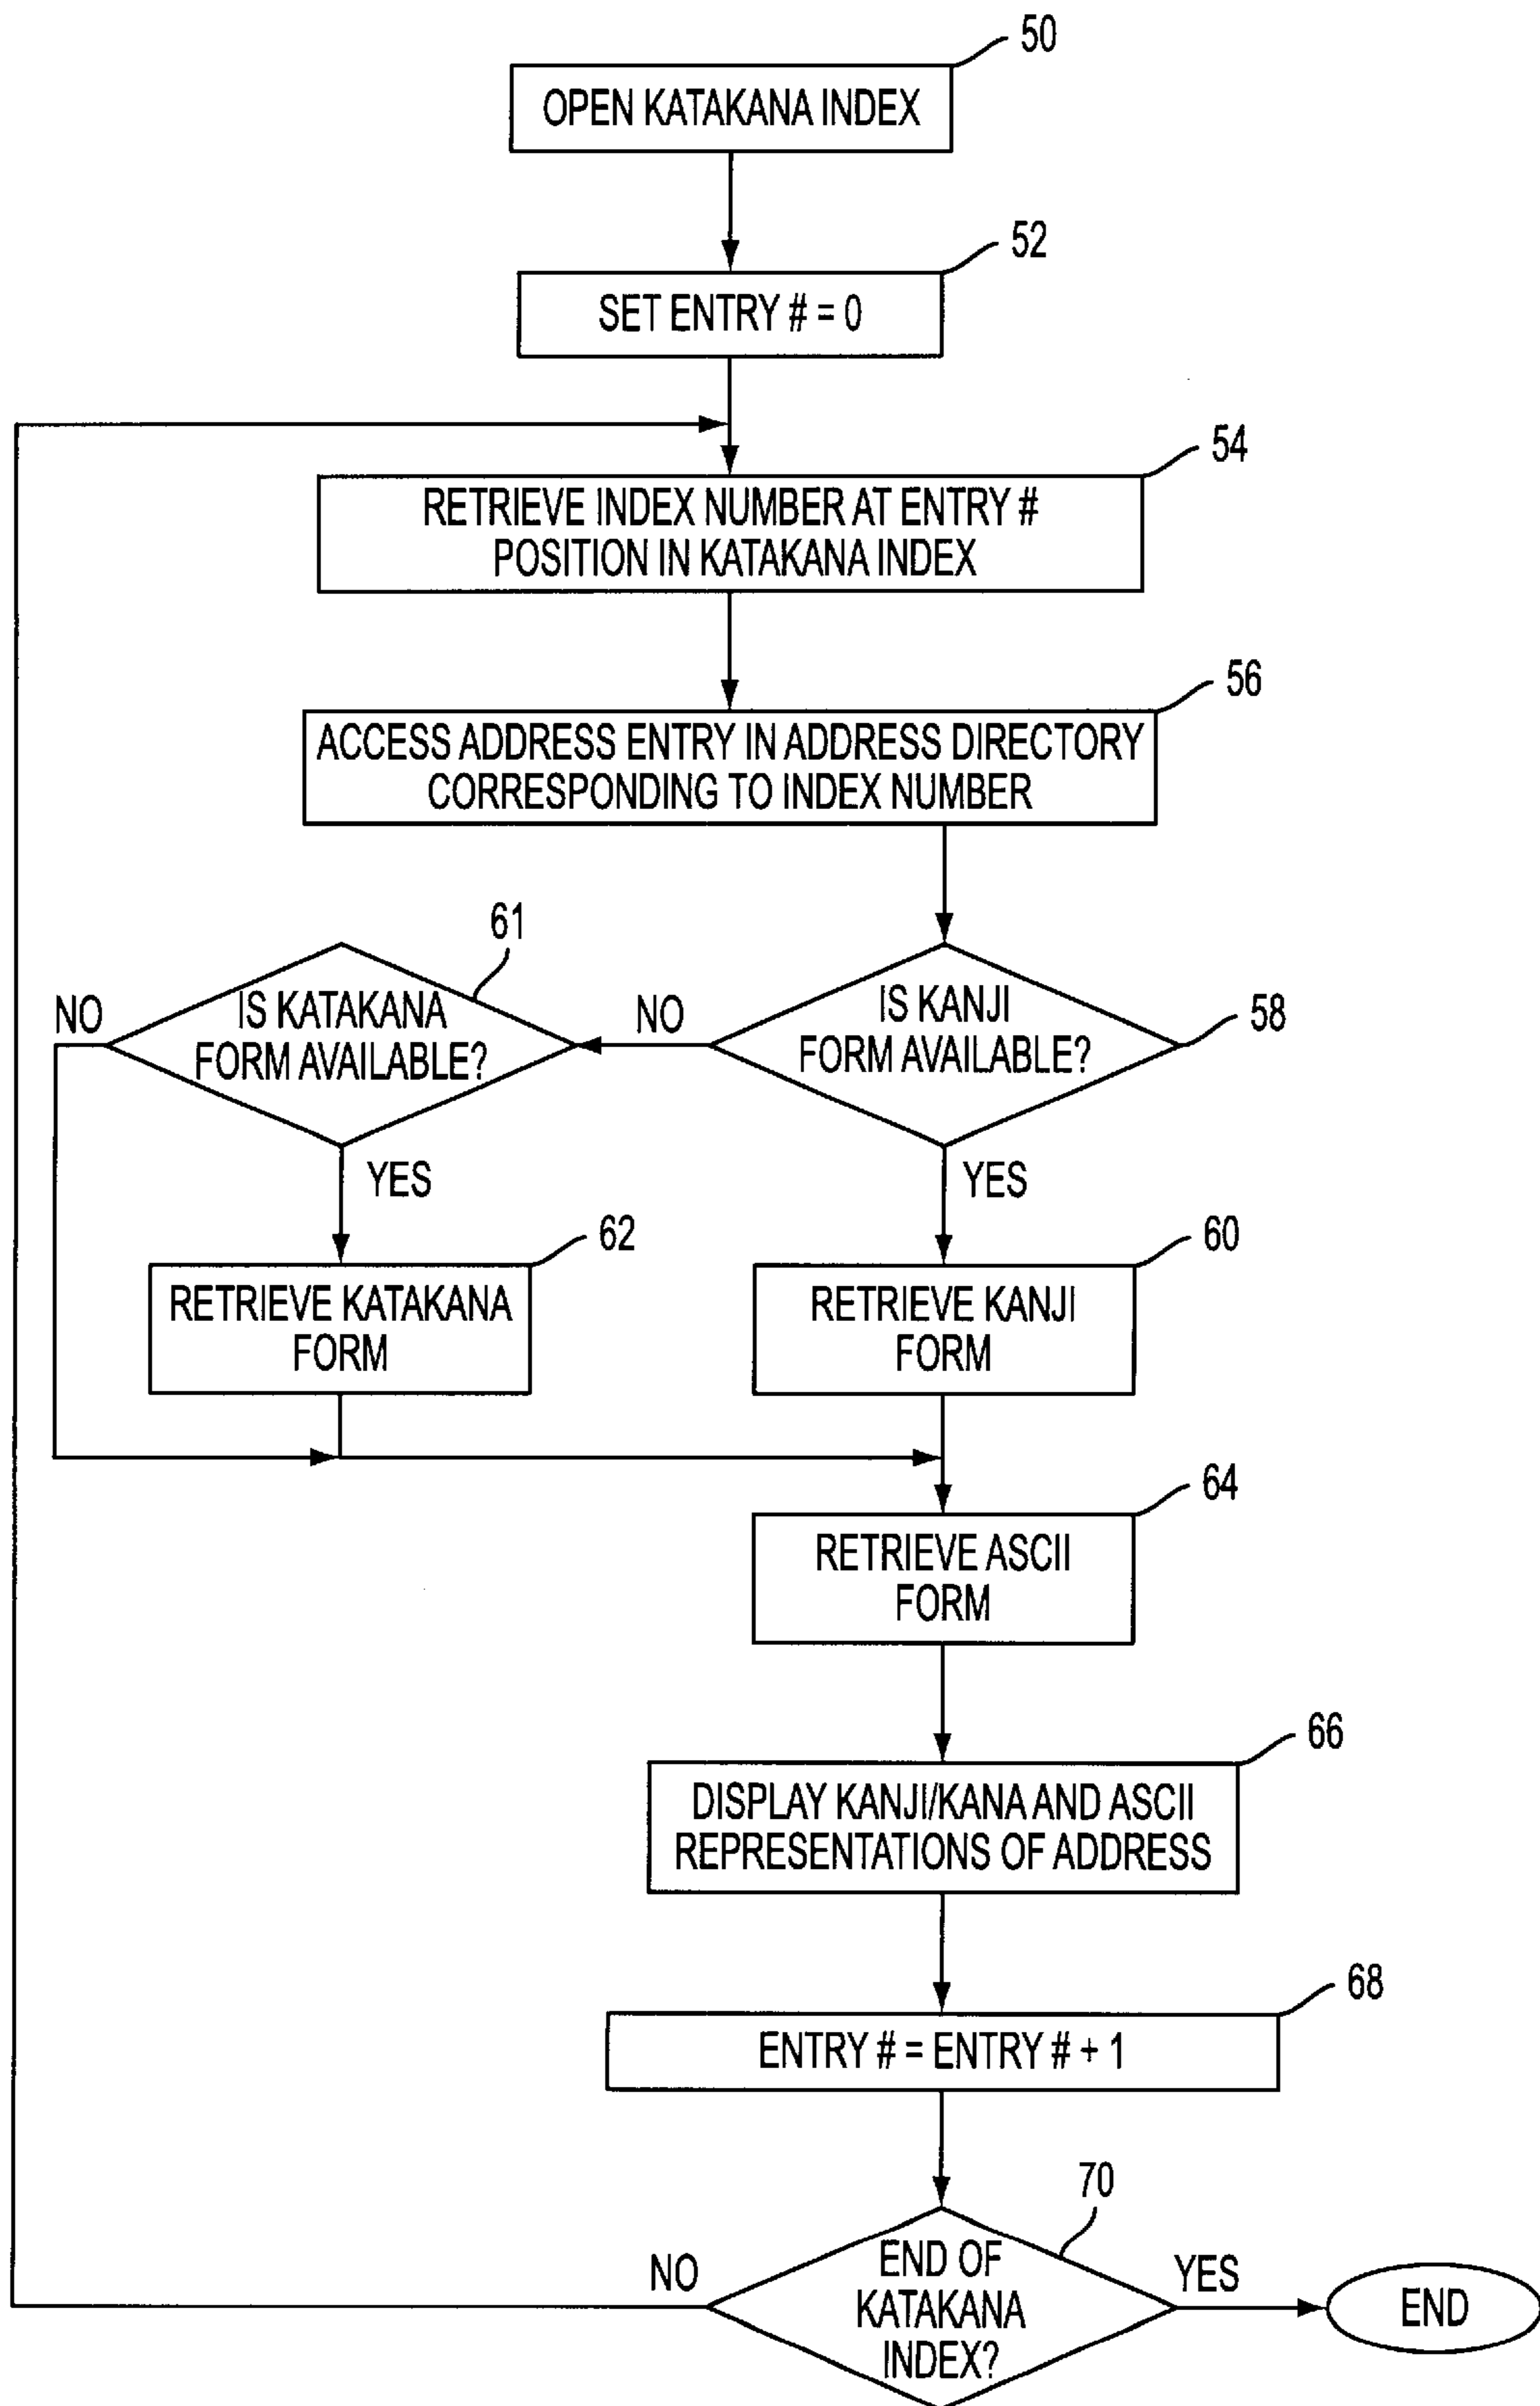 50
OPEN KATAKANA INDEX
52
SET ENTRY # = 0
54
RETRIEVE INDEX NUMBER AT ENTRY #
POSITION IN KATAKANA INDEX
56
ACCESS ADDRESS ENTRY IN ADDRESS DIRECTORY
CORRESPONDING TO INDEX NUMBER
61
NO
IS KATAKANA
FORM AVAILABLE?
NO
IS KANJI
FORM AVAILABLE?
58
YES
YES
62
RETRIEVE KATAKANA
FORM
60
RETRIEVE KANJI
FORM
64
RETRIEVE ASCII
FORM
66
DISPLAY KANJI/KANA AND ASCII
REPRESENTATIONS OF ADDRESS
68
ENTRY # = ENTRY # + 1
70
NO
END OF
KATAKANA
INDEX?
YES
END